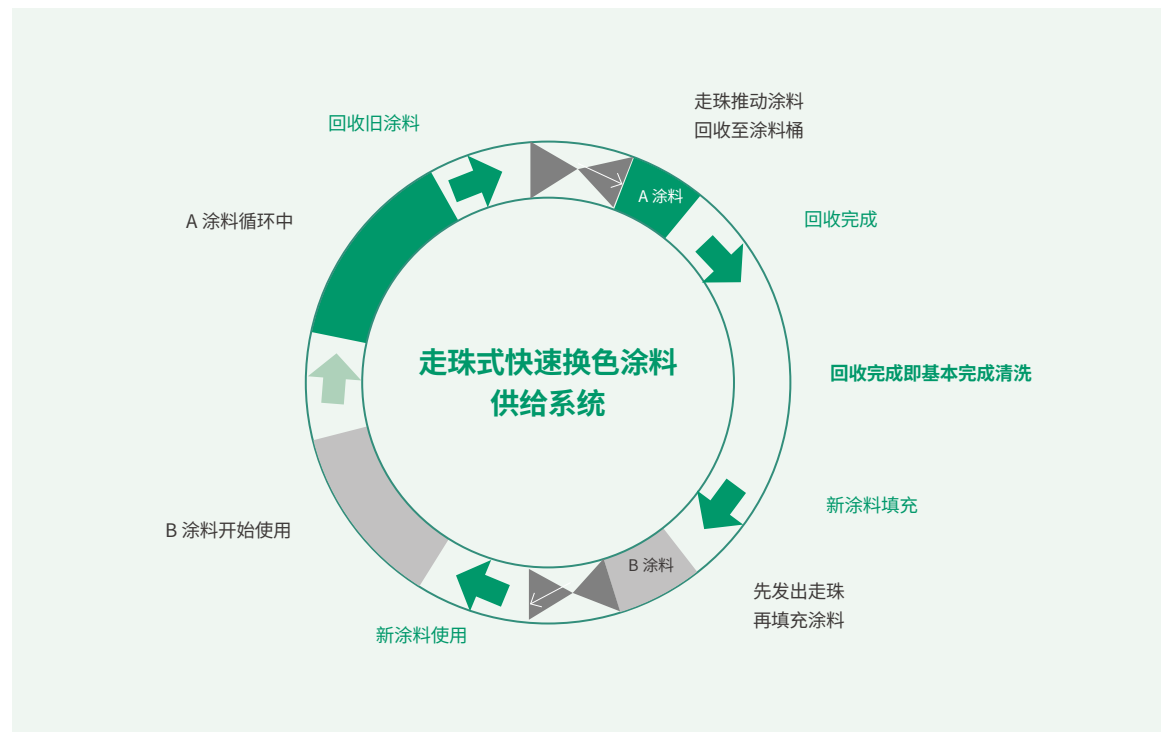 走珠推动涂料
回收至涂料桶
回收旧涂料
A 涂料
A 涂料循环中
回收完成
走珠式快速换色涂料
供给系统
回收完成即基本完成清洗
新涂料填充
B 涂料开始使用
B 涂料
先发出走珠
再填充涂料
新涂料使用